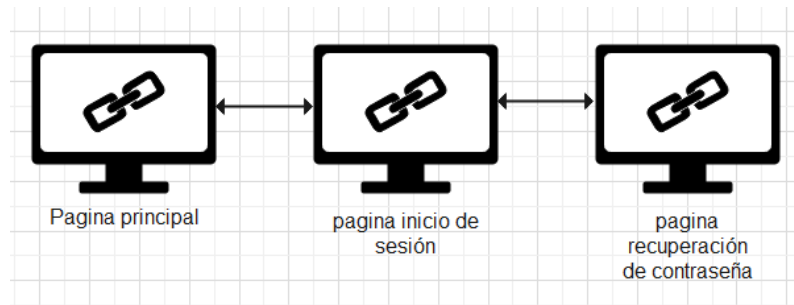 Pagina principal
pagina inicio de
sesión
pagina
recuperación
de contraseña